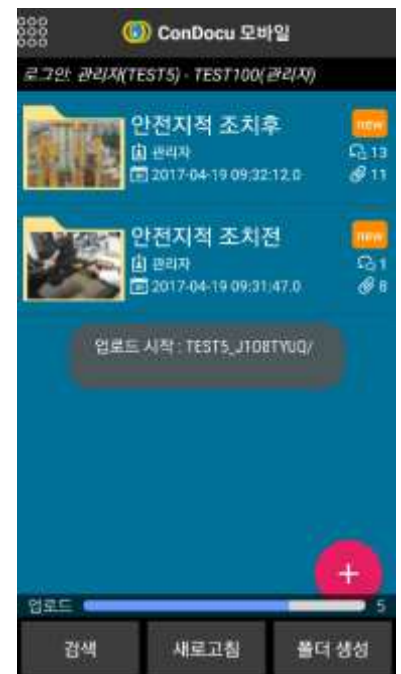 ConDocu 모바일
로그인: 관리자(TEST5) - TEST100(관리자)
안전지적 조치후
new
관리자
13
2017-04-19 09:32:12.0
11
안전지적 조치전
new
관리자
1
2017-04-19 09:31:47.0
8
업로드 시작 : TEST5_J1O8TYUQ/
+
업로드
5
검색
새로고침
폴더 생성